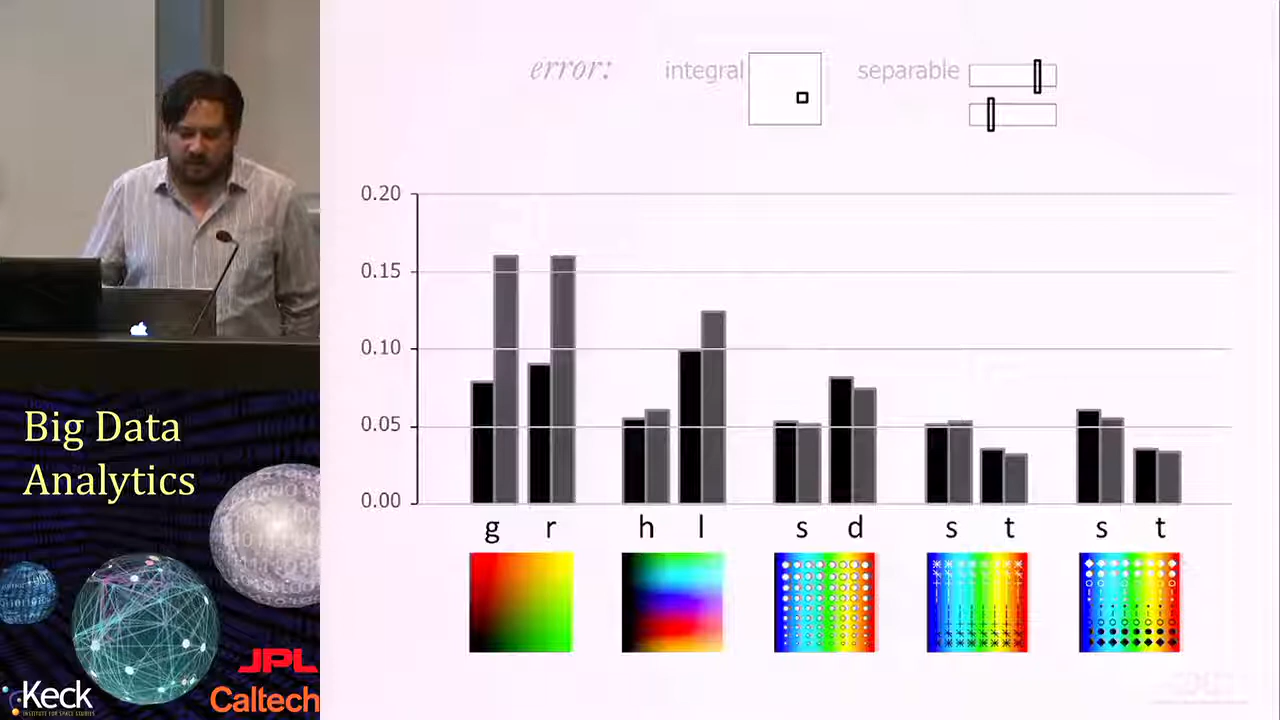 error: integral separable
0.20
0.15
0.10
0.05
0.00
g r h l s d s t s t
Big Data
Analytics
JPL
Keck
INSTITUTE FOR SPACE STUDIES
Caltech